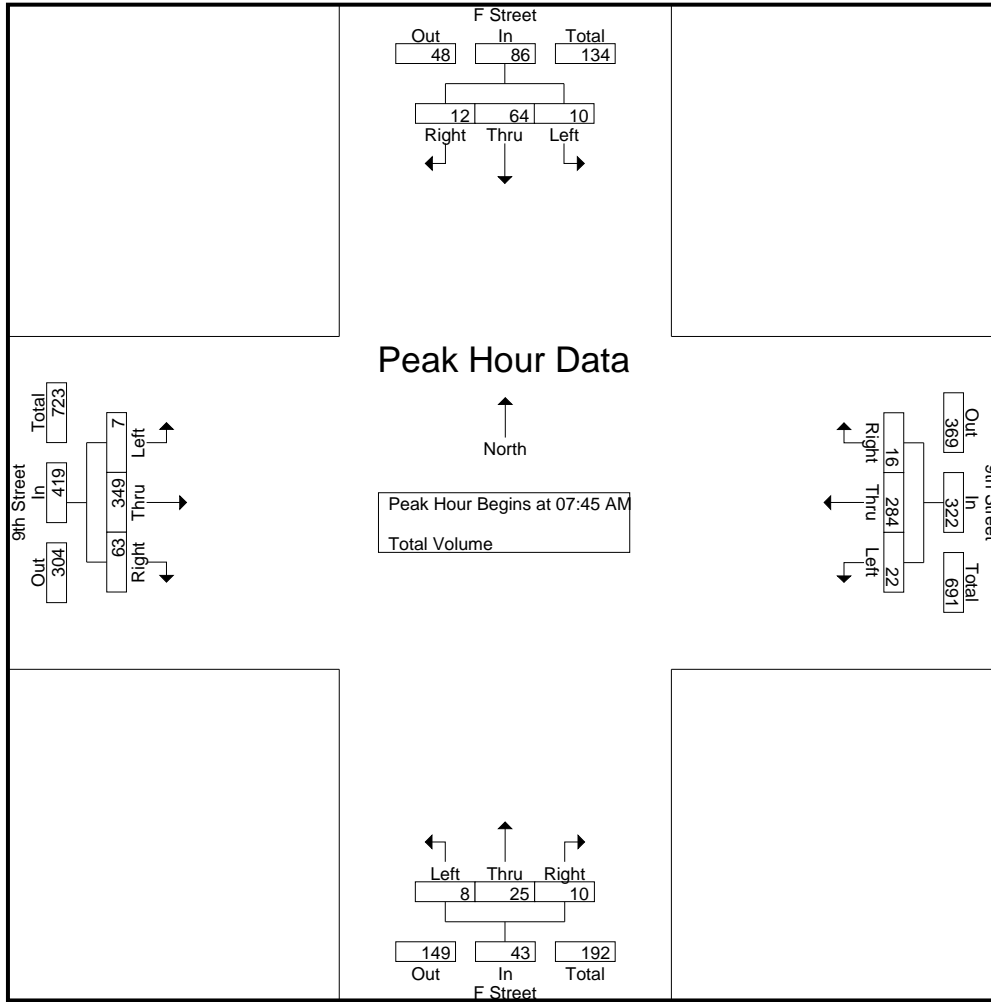 F Street
Out In Total
48 86 134
12 64 10
Right Thru Left
Peak Hour Data
North
Peak Hour Begins at 07:45 AM
Total Volume
9th Street
Total In Out
723 419 304
7 349 63
Left Thru Right
9th Street
Out In Total
369 322 691
16 284 22
Right Thru Left
Left Thru Right
8 25 10
149 43 192
Out In Total
F Street